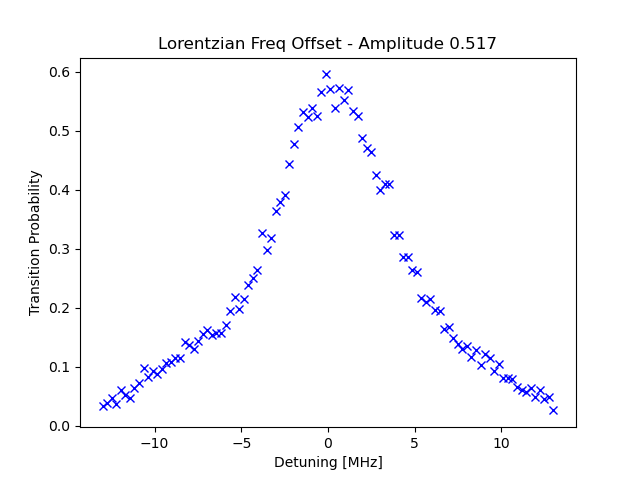 Lorentzian Freq Offset - Amplitude 0.517
0.6
0.5
0.4
0.3
0.2
0.1
0.0
Transition Probability
−10 −5 0 5 10
Detuning [MHz]